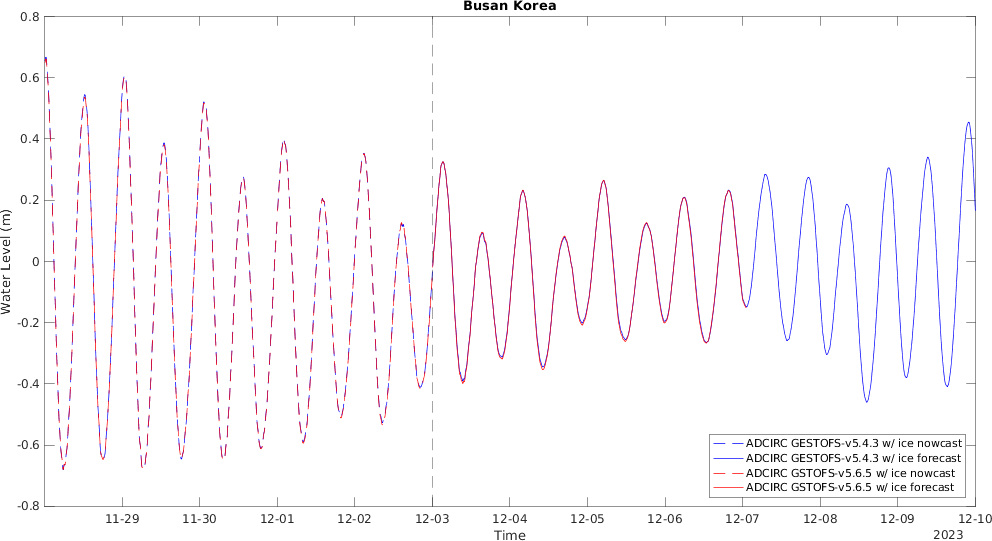 Busan Korea
0.8
0.6
0.4
0.2
0
-0.2
-0.4
-0.6
-0.8
Water Level (m)
ADCIRC GESTOFS-v5.4.3 w/ ice nowcast
ADCIRC GESTOFS-v5.4.3 w/ ice forecast
ADCIRC GSTOFS-v5.6.5 w/ ice nowcast
ADCIRC GSTOFS-v5.6.5 w/ ice forecast
11-29 11-30 12-01 12-02 12-03 12-04 12-05 12-06 12-07 12-08 12-09 12-10
Time
2023